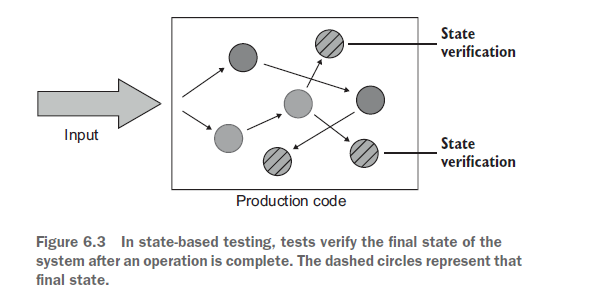 State
verification
Input
State
verification
Production code
Figure 6.3 In state-based testing, tests verify the final state of the
system after an operation is complete. The dashed circles represent that
final state.